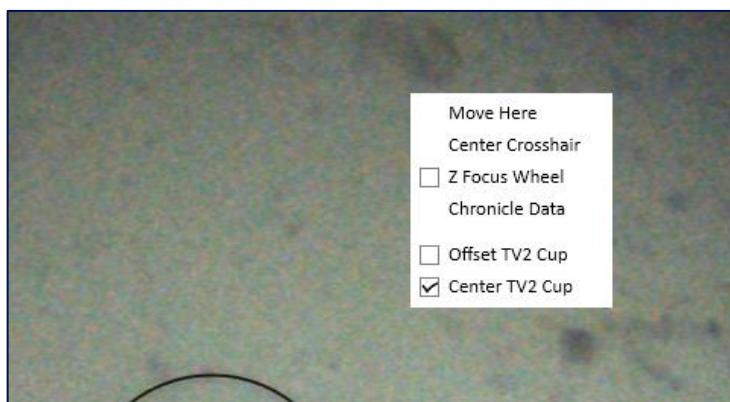 Move Here
Center Crosshair
Z Focus Wheel
Chronicle Data
Offset TV2 Cup
Center TV2 Cup